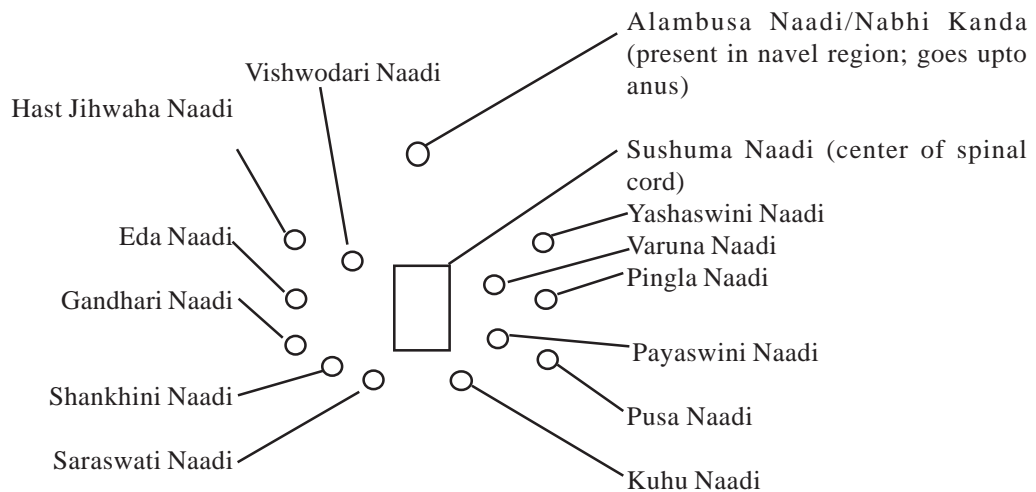 Alambusa Naadi/Nabhi Kanda
(present in navel region; goes upto
anus)
Vishwodari Naadi
Hast Jihwaha Naadi
Sushuma Naadi (center of spinal
cord)
Yashaswini Naadi
Eda Naadi
Varuna Naadi
Pingla Naadi
Gandhari Naadi
Payaswini Naadi
Shankhini Naadi
Pusa Naadi
Saraswati Naadi
Kuhu Naadi